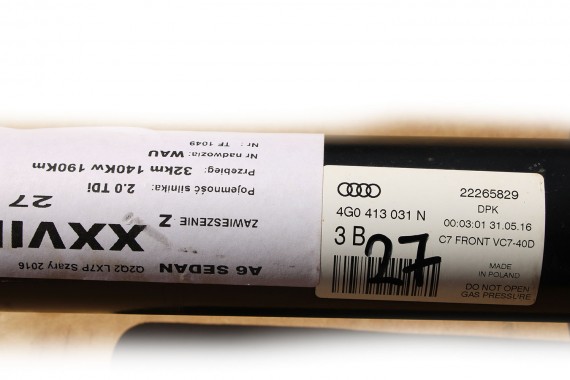 A6 SEDAN
Q2Q2 LX7P Szary 2016
XXVII
ZAWIESZENIE Z
27
Pojemność silnika: 2.0 TDi
Przebieg: 32km 140Kw 190Km
Nr nadwozia: WAU
Nr: TF 1049
22265829
4G0 413 031 N
DPK
00:03:01 31.05.16
3 B
27
C7 FRONT VC7-40D
MADE
IN POLAND
DO NOT OPEN
GAS PRESSURE